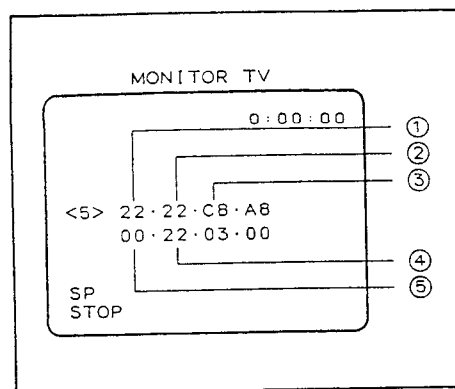 MONITOR TV
0:00:00
①
②
③
<5> 22·22·C8·A8
00·22·03·00
④
⑤
SP
STOP